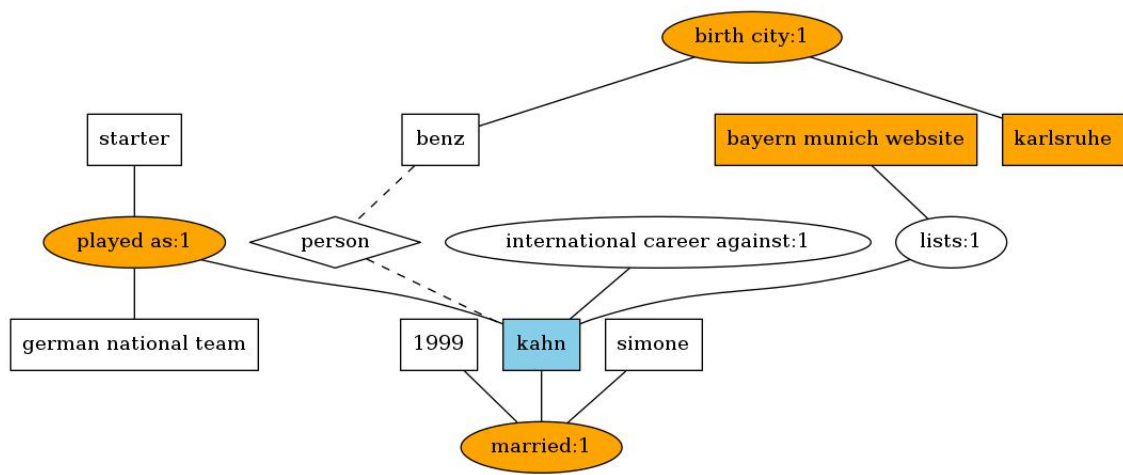 birth city:1
starter
benz
bayern munich website
karlsruhe
played as:1
person
international career against:1
lists:1
german national team
1999
kahn
simone
married:1